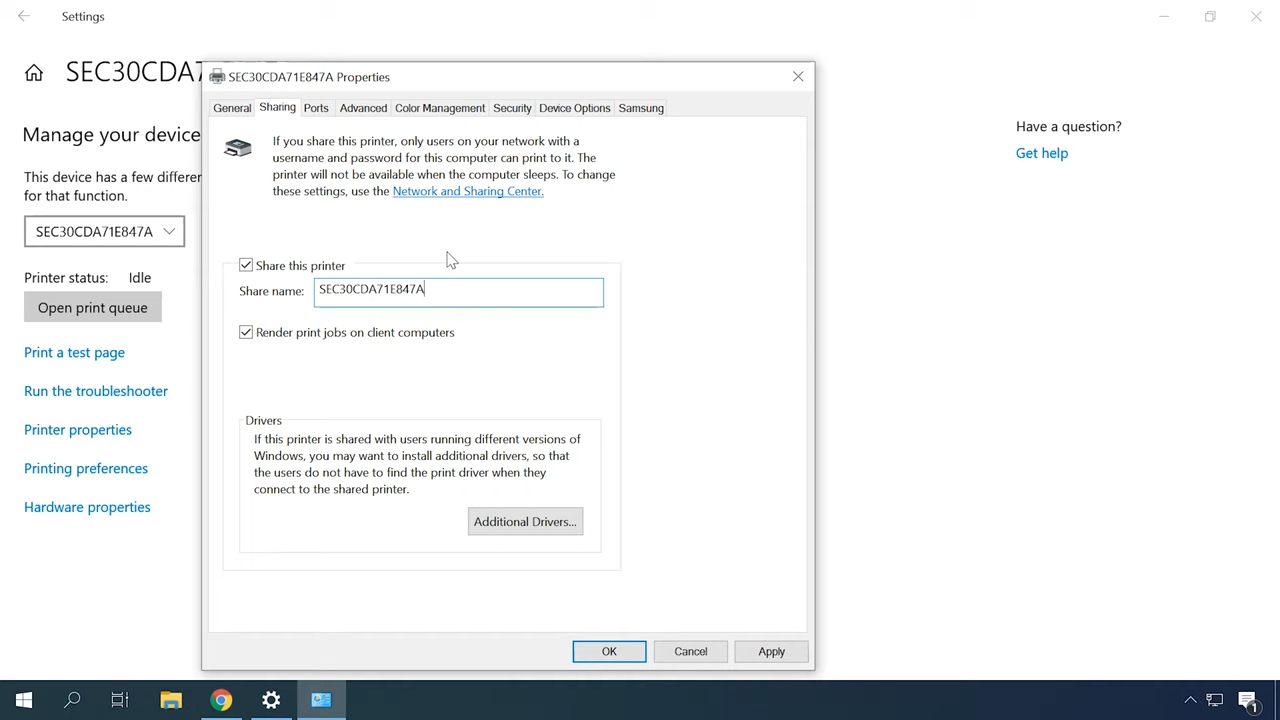 Settings
SEC30CDA7
SEC30CDA71E847A Properties
General Sharing Ports Advanced Color Management Security Device Options Samsung
Manage your device
This device has a few differen
for that function.
SEC30CDA71E847A
Printer status: Idle
Open print queue
Print a test page
Run the troubleshooter
Printer properties
Printing preferences
Hardware properties
If you share this printer, only users on your network with a
username and password for this computer can print to it. The
printer will not be available when the computer sleeps. To change
these settings, use the Network and Sharing Center.
Share this printer
Share name: SEC30CDA71E847A
Render print jobs on client computers
Drivers
If this printer is shared with users running different versions of
Windows, you may want to install additional drivers, so that
the users do not have to find the print driver when they
connect to the shared printer.
Additional Drivers...
OK Cancel Apply
Have a question?
Get help
1